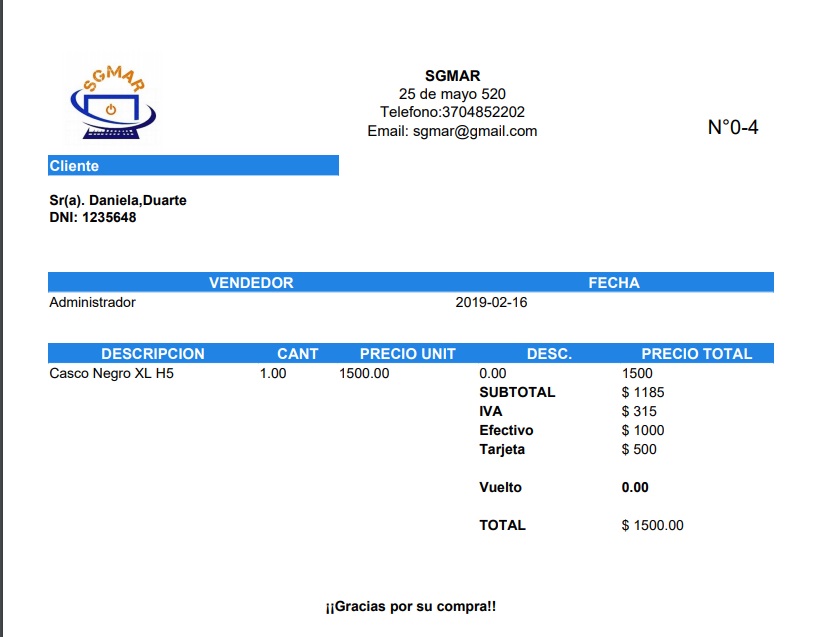 SGMAR
SGMAR
25 de mayo 520
Telefono:3704852202
Email: sgmar@gmail.com
N°0-4
Cliente
Sr(a). Daniela,Duarte
DNI: 1235648
VENDEDOR FECHA
Administrador 2019-02-16
DESCRIPCION CANT PRECIO UNIT DESC. PRECIO TOTAL
Casco Negro XL H5 1.00 1500.00 0.00 1500
SUBTOTAL $ 1185
IVA $ 315
Efectivo $ 1000
Tarjeta $ 500
Vuelto 0.00
TOTAL $ 1500.00
¡¡Gracias por su compra!!